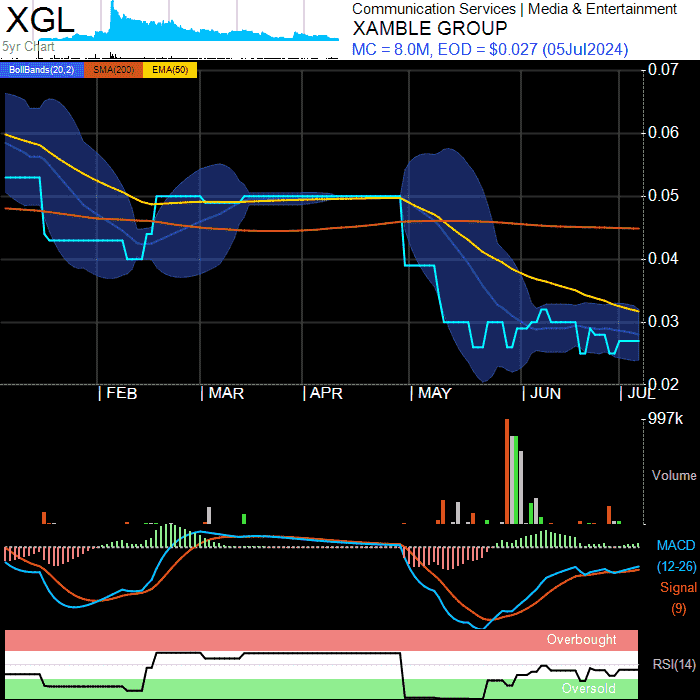 XGL
5yr Chart
Communication Services | Media & Entertainment
XAMBLE GROUP
MC = 8.0M, EOD = $0.027 (05Jul2024)
BollBands(20,2) SMA(200) EMA(50)
0.07
0.06
0.05
0.04
0.03
0.02
FEB MAR APR MAY JUN JUL
997k
Volume
MACD
(12-26)
Signal
(9)
Overbought
RSI(14)
Oversold